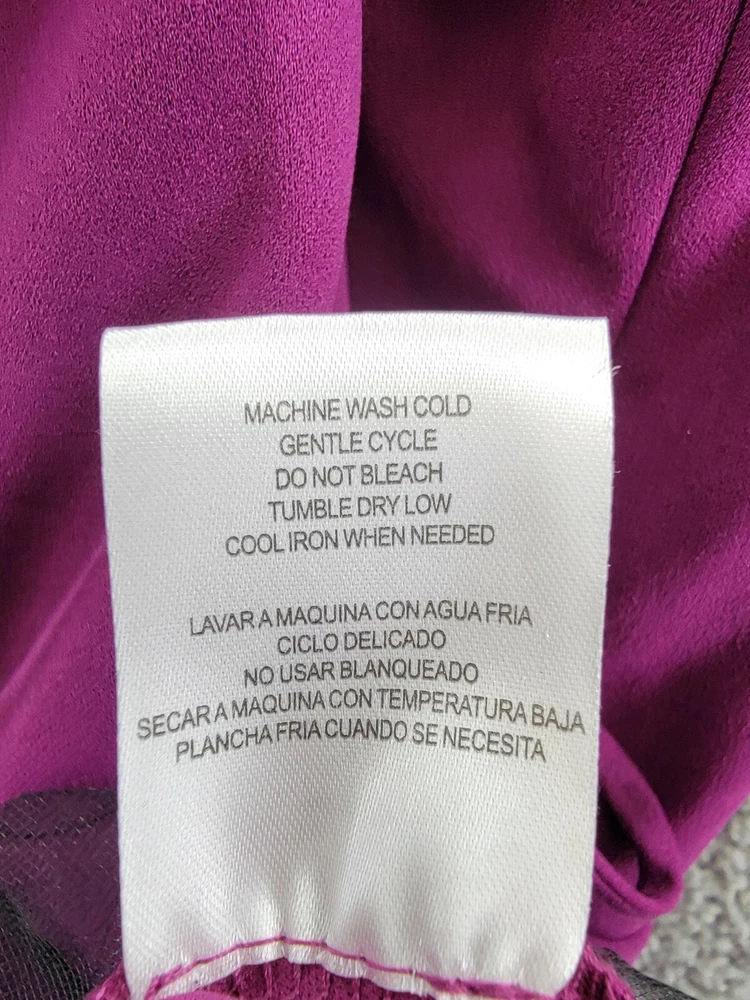 MACHINE WASH COLD
GENTLE CYCLE
DO NOT BLEACH
TUMBLE DRY LOW
COOL IRON WHEN NEEDED
LAVAR A MAQUINA CON AGUA FRIA
CICLO DELICADO
NO USAR BLANQUEADO
SECAR A MAQUINA CON TEMPERATURA BAJA
PLANCHA FRIA CUANDO SE NECESITA